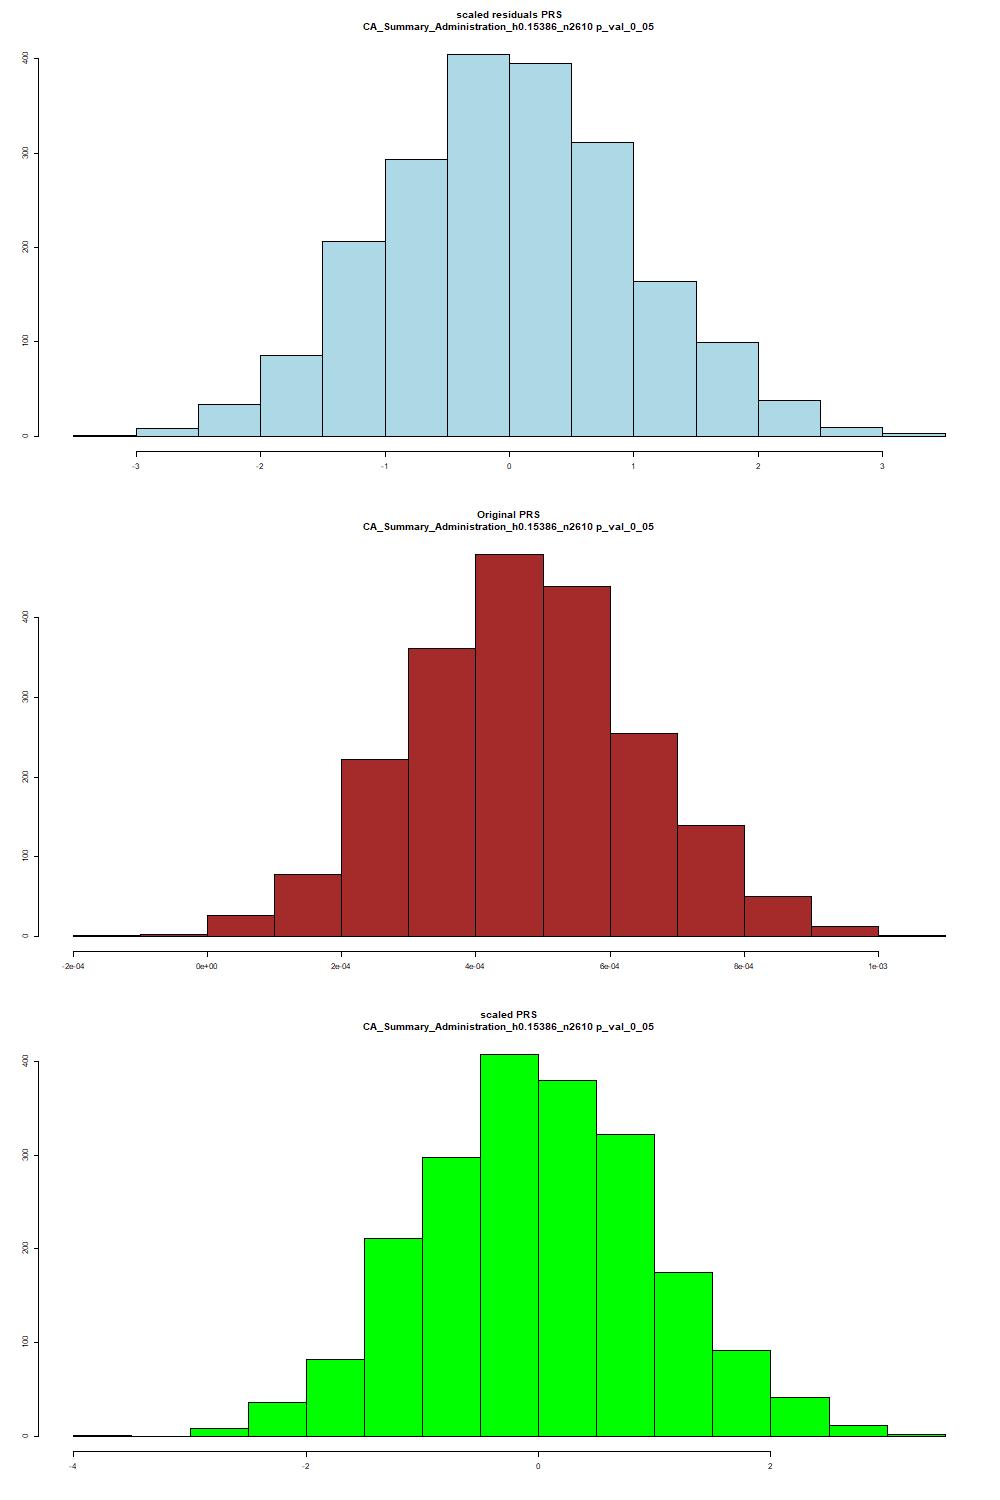 scaled residuals PRS
CA_Summary_Administration_h0.15386_n2610 p_val_0_05
400
300
200
100
0
-3 -2 -1 0 1 2 3
Original PRS
CA_Summary_Administration_h0.15386_n2610 p_val_0_05
400
300
200
100
0
-2e-04 0e+00 2e-04 4e-04 6e-04 8e-04 1e-03
scaled PRS
CA_Summary_Administration_h0.15386_n2610 p_val_0_05
400
300
200
100
0
-4 -2 0 2